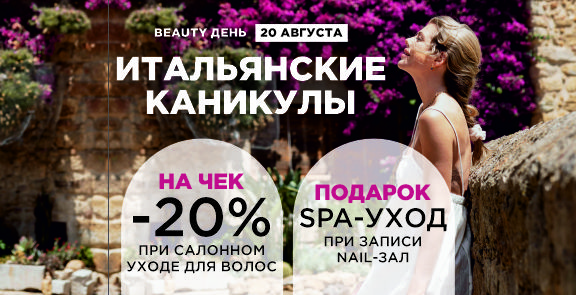 BEAUTY ДЕНЬ 20 АВГУСТА
ИТАЛЬЯНСКИЕ
КАНИКУЛЫ
НА ЧЕК
-20%
ПРИ САЛОННОМ
УХОДЕ ДЛЯ ВОЛОС
ПОДАРОК
SPA-УХОД
ПРИ ЗАПИСИ
NAIL-ЗАЛ